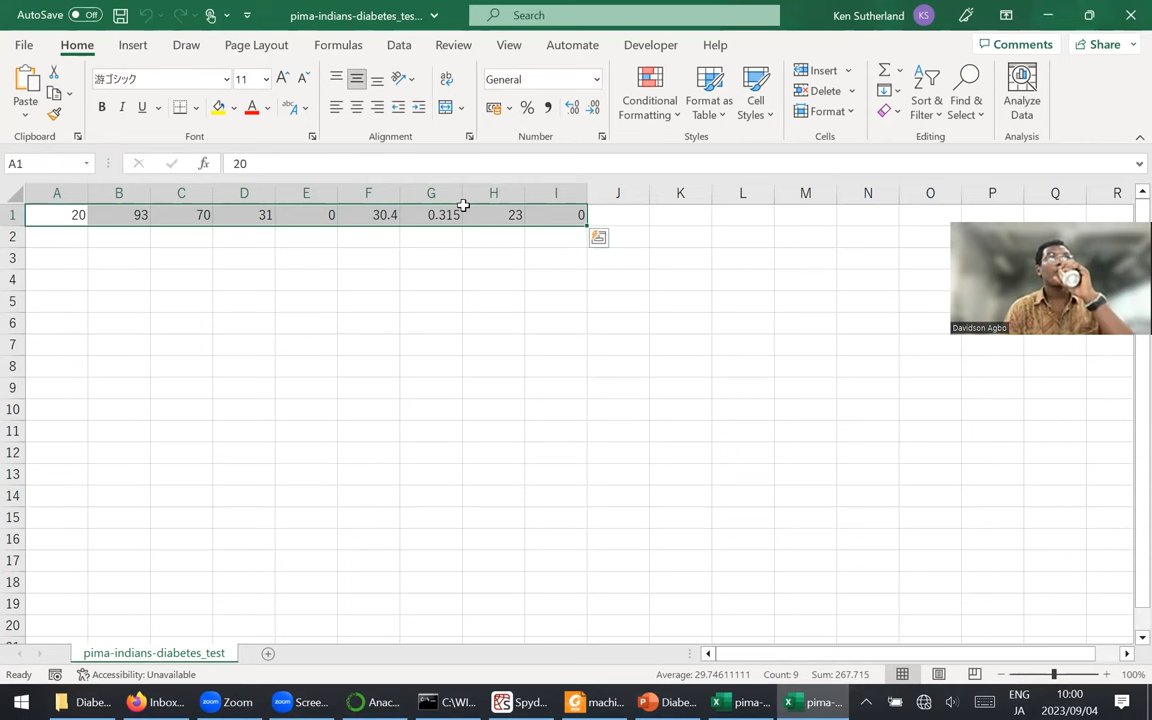 AutoSave Off pima-indians-diabetes_tes... Search Ken Sutherland KS
File Home Insert Draw Page Layout Formulas Data Review View Automate Developer Help Comments Share
Paste 游ゴシック 11 General Conditional Formatting Format as Table Cell Styles Insert Delete Format Sort & Filter Find & Select Analyze Data
Clipboard Font Alignment Number Styles Cells Editing Analysis
A1 fx 20
A B C D E F G H I J K L M N O P Q R
1 20 93 70 31 0 30.4 0.315 23 0
2
3
4
5
6
7
Davidson Agbo
8
9
10
11
12
13
14
15
16
17
18
19
20
pima-indians-diabetes_test
Ready Accessibility: Unavailable Average: 29.74611111 Count: 9 Sum: 267.715 100%
Diabe... Inbox... Zoom Scree... Anac... C:\WI... Spyd... machi... Diabe... pima-... pima-... ENG 10:00
JA 2023/09/04